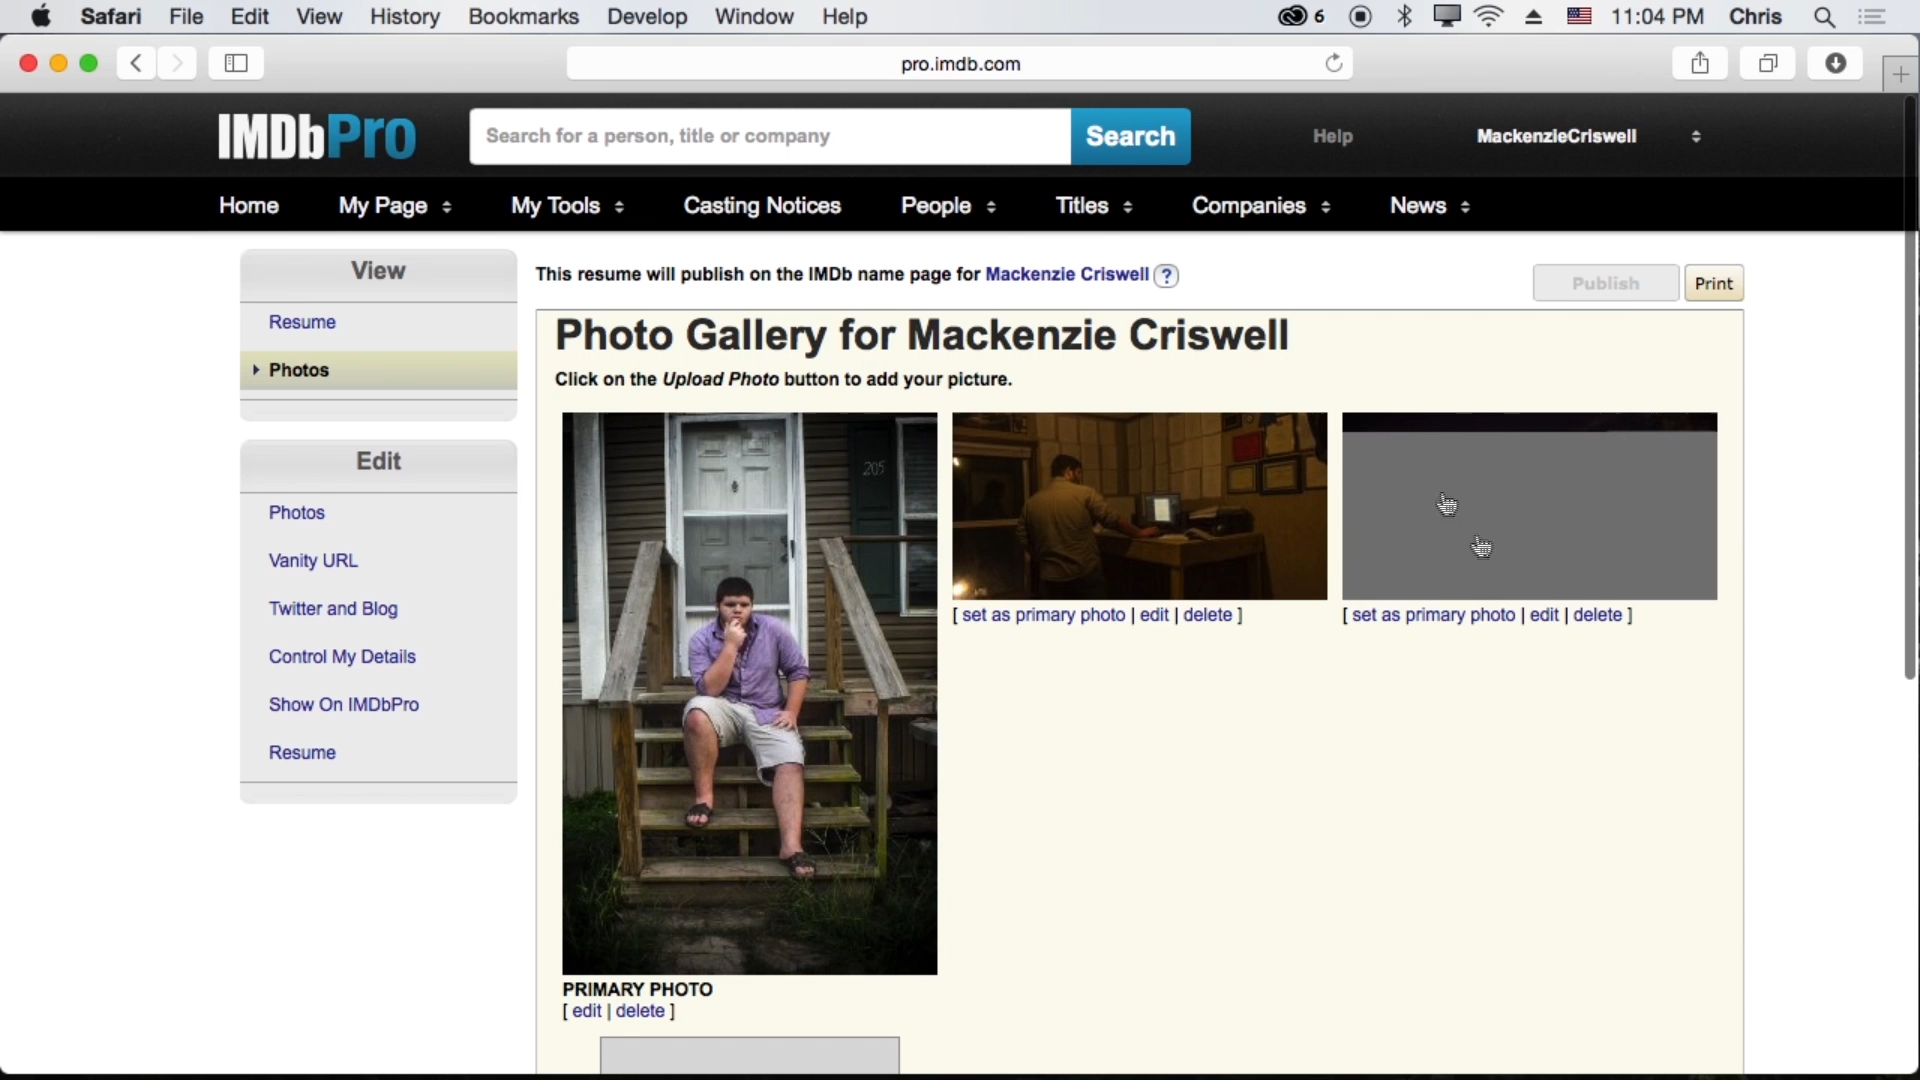 Safari File Edit View History Bookmarks Develop Window Help 6 11:04 PM Chris
pro.imdb.com
IMDbPro Search for a person, title or company Search Help MackenzieCriswell
Home My Page My Tools Casting Notices People Titles Companies News
View
Resume
Photos
Edit
Photos
Vanity URL
Twitter and Blog
Control My Details
Show On IMDbPro
Resume
This resume will publish on the IMDb name page for Mackenzie Criswell ?
Publish Print
Photo Gallery for Mackenzie Criswell
Click on the Upload Photo button to add your picture.
205
[ set as primary photo | edit | delete ]
[ set as primary photo | edit | delete ]
PRIMARY PHOTO
[ edit | delete ]